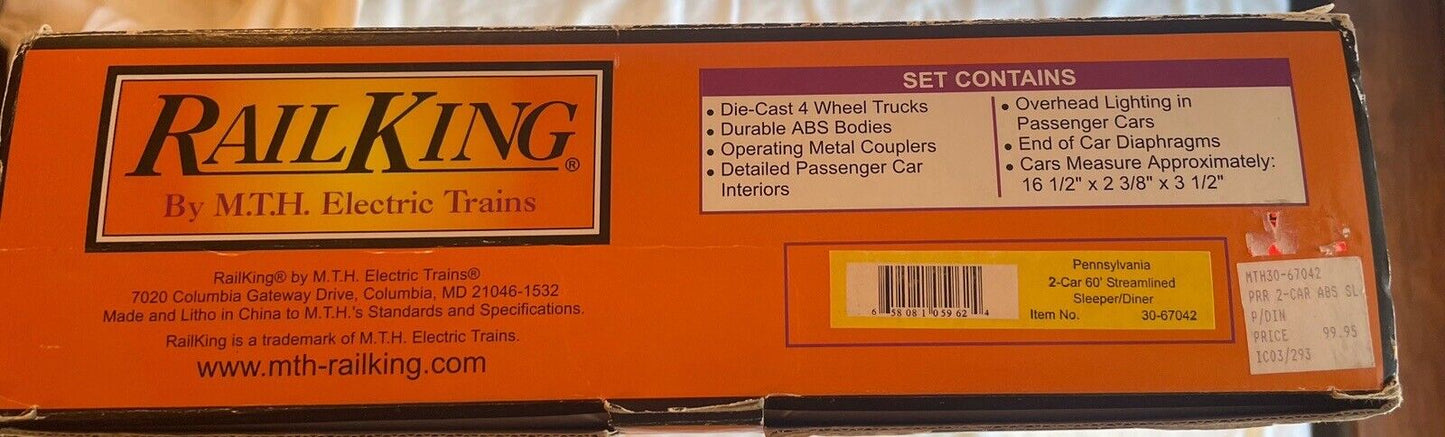 RAILKING®
By M.T.H. Electric Trains
RailKing® by M.T.H. Electric Trains®
7020 Columbia Gateway Drive, Columbia, MD 21046-1532
Made and Litho in China to M.T.H.'s Standards and Specifications.
RailKing is a trademark of M.T.H. Electric Trains.
www.mth-railking.com
SET CONTAINS
• Die-Cast 4 Wheel Trucks
• Durable ABS Bodies
• Operating Metal Couplers
• Detailed Passenger Car
Interiors
• Overhead Lighting in
Passenger Cars
• End of Car Diaphragms
• Cars Measure Approximately:
16 1/2" x 2 3/8" x 3 1/2"
6 58081 05962 4
Pennsylvania
2-Car 60' Streamlined
Sleeper/Diner
Item No. 30-67042
MTH30-67042
PRR 2-CAR ABS SL
P/DIN
PRICE 99.95
IC03/293